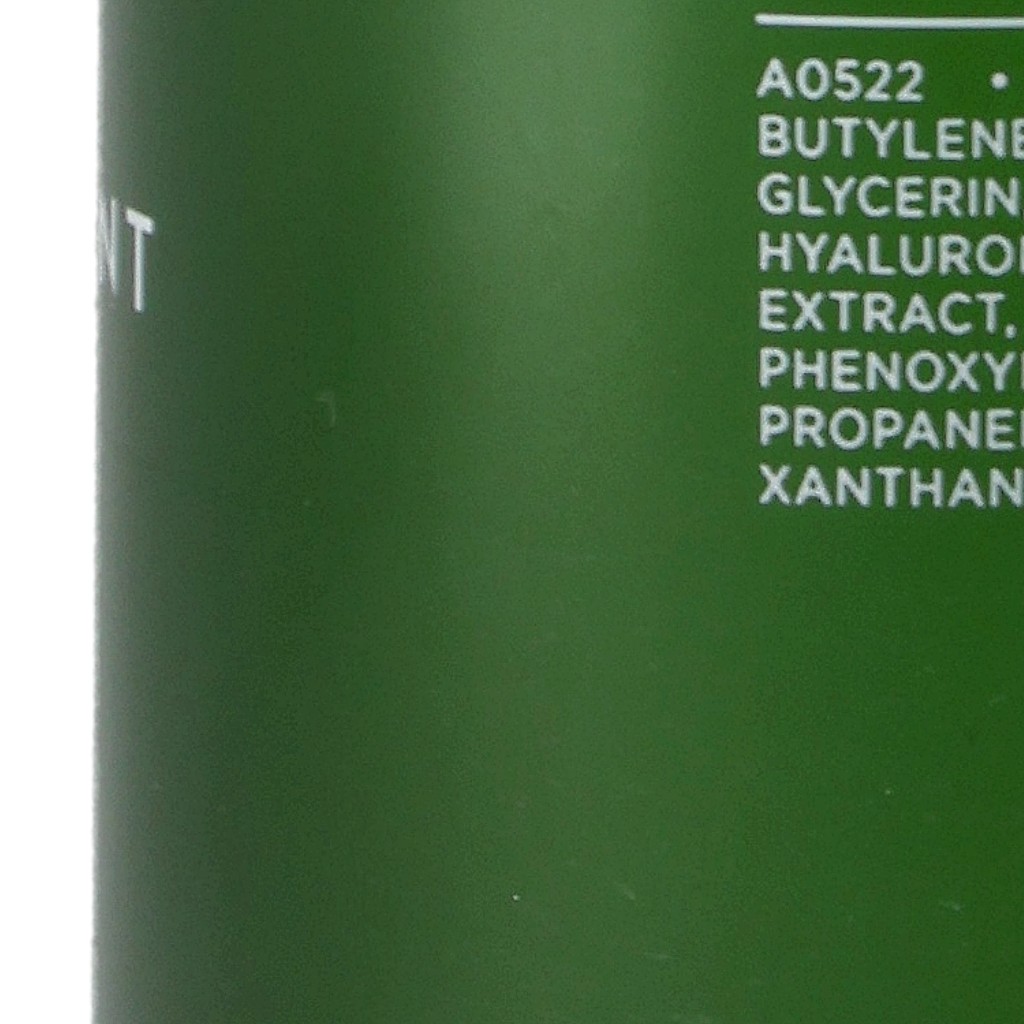 NT
A0522 •
BUTYLENE
GLYCERIN
HYALURO
EXTRACT,
PHENOXY
PROPANE
XANTHAN